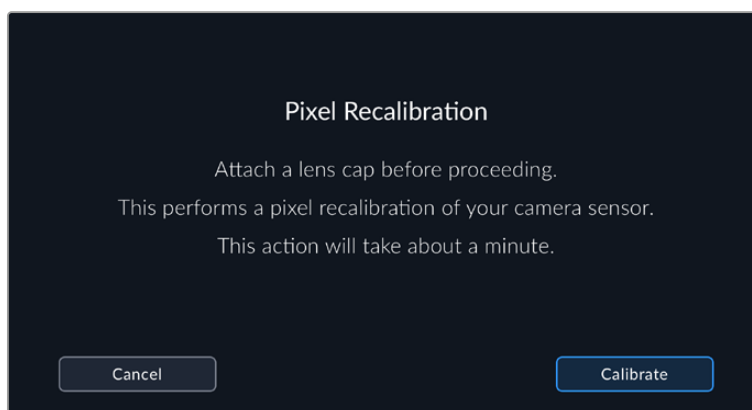 Pixel Recalibration
Attach a lens cap before proceeding.
This performs a pixel recalibration of your camera sensor.
This action will take about a minute.
Cancel
Calibrate